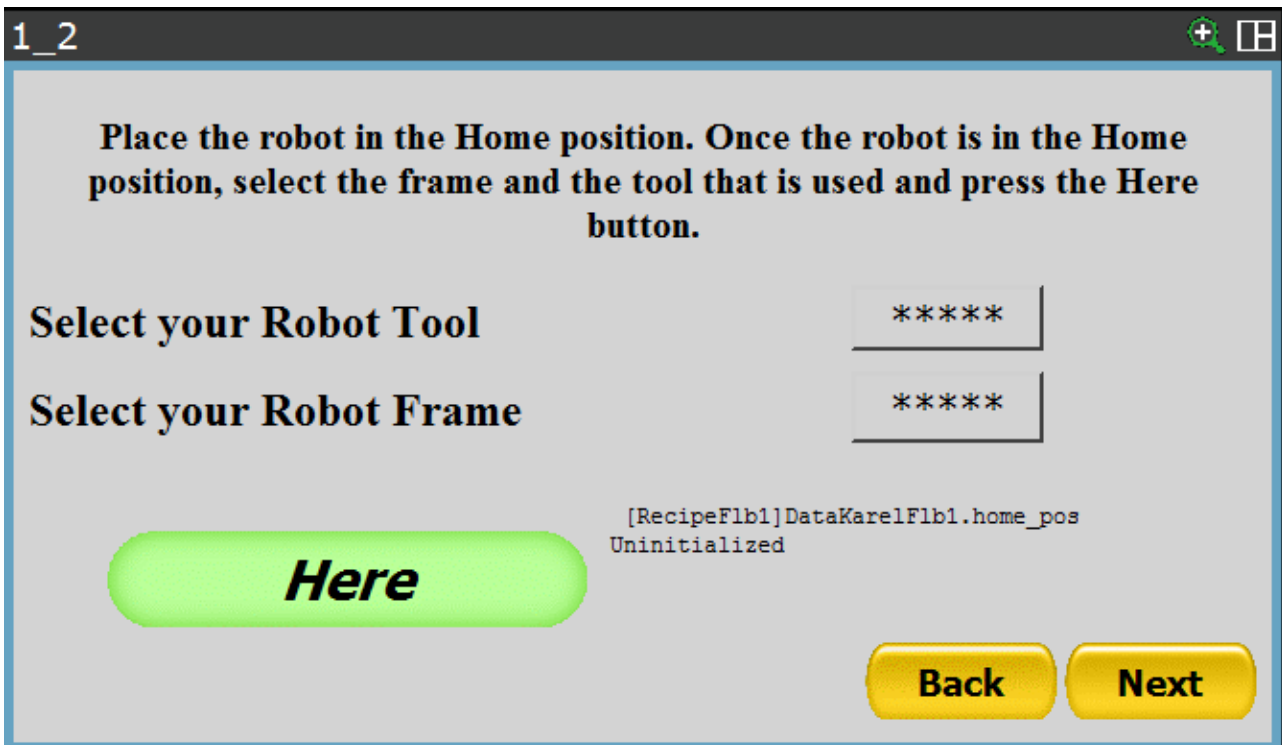 1_2
Place the robot in the Home position. Once the robot is in the Home
position, select the frame and the tool that is used and press the Here
button.
Select your Robot Tool *****
Select your Robot Frame *****
[RecipeFlb1]DataKarelFlb1.home_pos
Uninitialized
Here
Back Next